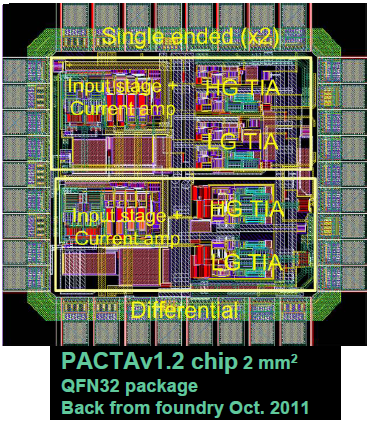 Single ended (x2)
Input stage +
Current amp
HG TIA
LG TIA
Input stage +
Current amp
HG TIA
LG TIA
Differential
PACTAv1.2 chip 2 mm²
QFN32 package
Back from foundry Oct. 2011